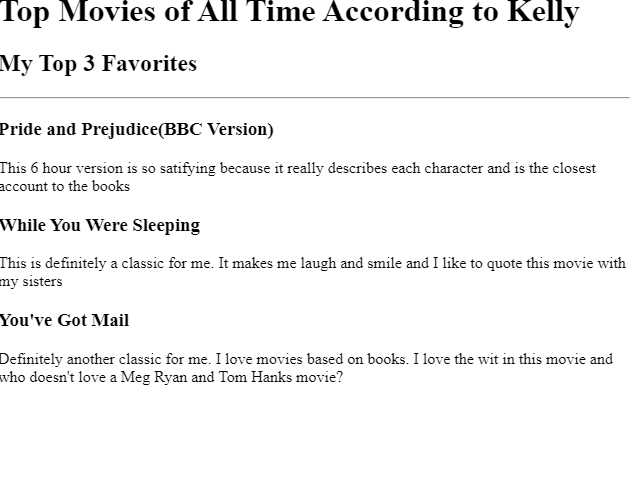 Top Movies of All Time According to Kelly
My Top 3 Favorites
Pride and Prejudice(BBC Version)
This 6 hour version is so satifying because it really describes each character and is the closest
account to the books
While You Were Sleeping
This is definitely a classic for me. It makes me laugh and smile and I like to quote this movie with
my sisters
You've Got Mail
Definitely another classic for me. I love movies based on books. I love the wit in this movie and
who doesn't love a Meg Ryan and Tom Hanks movie?